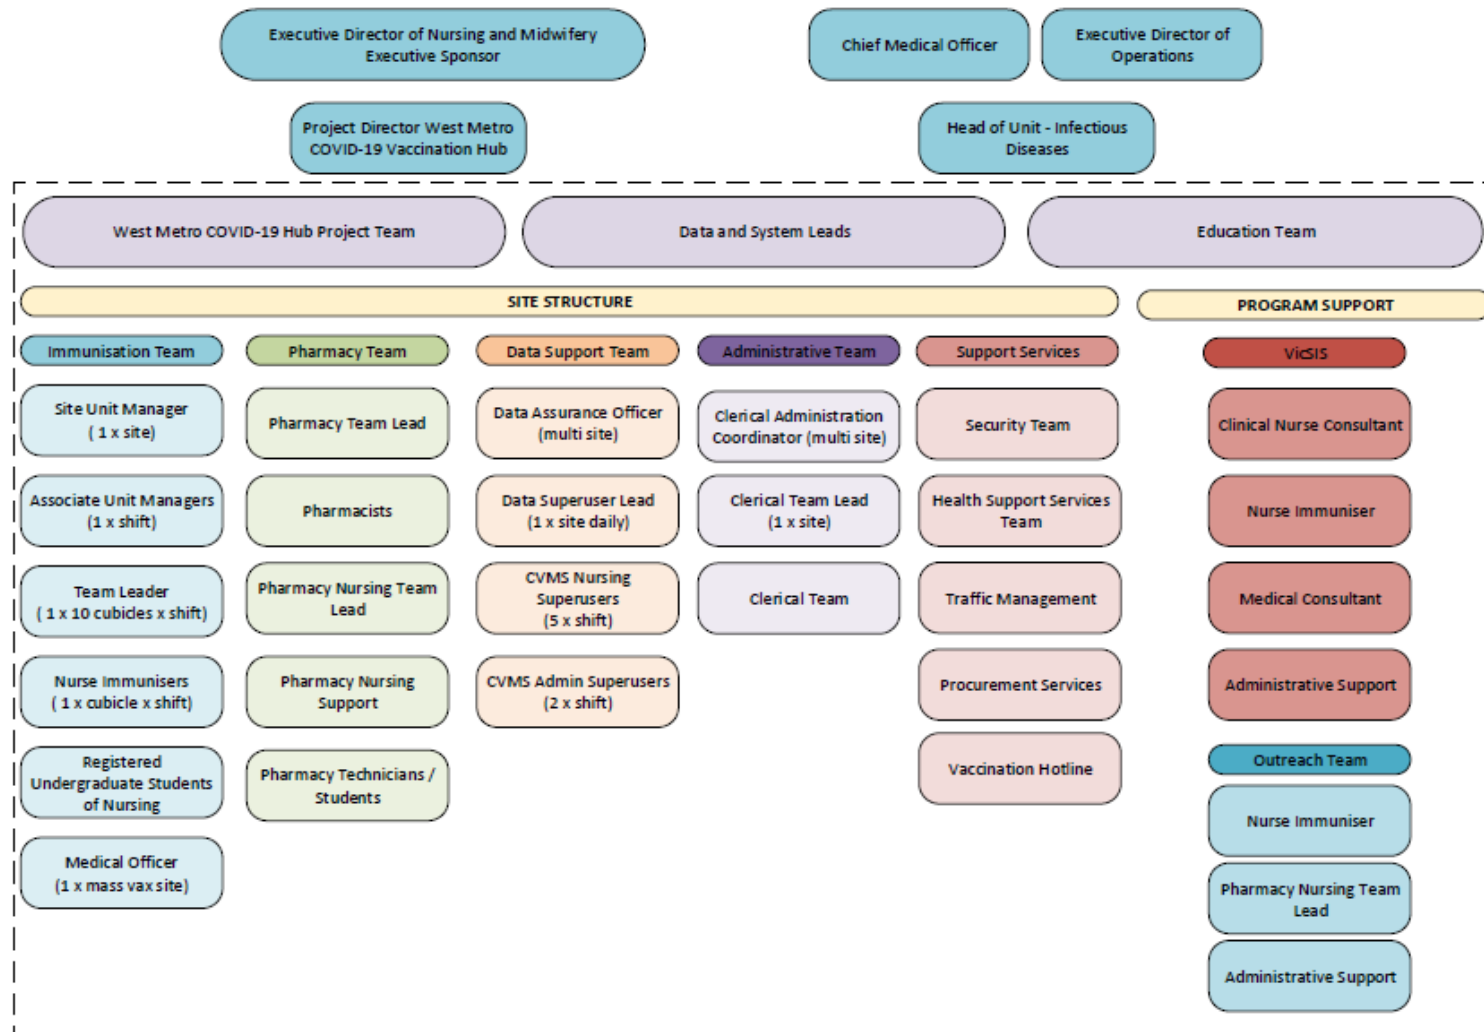 Executive Director of Nursing and Midwifery
Executive Sponsor
Chief Medical Officer
Executive Director of
Operations
Project Director West Metro
COVID-19 Vaccination Hub
Head of Unit - Infectious
Diseases
West Metro COVID-19 Hub Project Team
Data and System Leads
Education Team
SITE STRUCTURE
PROGRAM SUPPORT
Immunisation Team
Site Unit Manager
( 1 x site)
Associate Unit Managers
(1 x shift)
Team Leader
( 1 x 10 cubicles x shift)
Nurse Immunisers
( 1 x cubicle x shift)
Registered
Undergraduate Students
of Nursing
Medical Officer
(1 x mass vax site)
Pharmacy Team
Pharmacy Team Lead
Pharmacists
Pharmacy Nursing Team
Lead
Pharmacy Nursing
Support
Pharmacy Technicians /
Students
Data Support Team
Data Assurance Officer
(multi site)
Data Superuser Lead
(1 x site daily)
CVMS Nursing
Superusers
(5 x shift)
CVMS Admin Superusers
(2 x shift)
Administrative Team
Clerical Administration
Coordinator (multi site)
Clerical Team Lead
(1 x site)
Clerical Team
Support Services
Security Team
Health Support Services
Team
Traffic Management
Procurement Services
Vaccination Hotline
VicSIS
Clinical Nurse Consultant
Nurse Immuniser
Medical Consultant
Administrative Support
Outreach Team
Nurse Immuniser
Pharmacy Nursing Team
Lead
Administrative Support